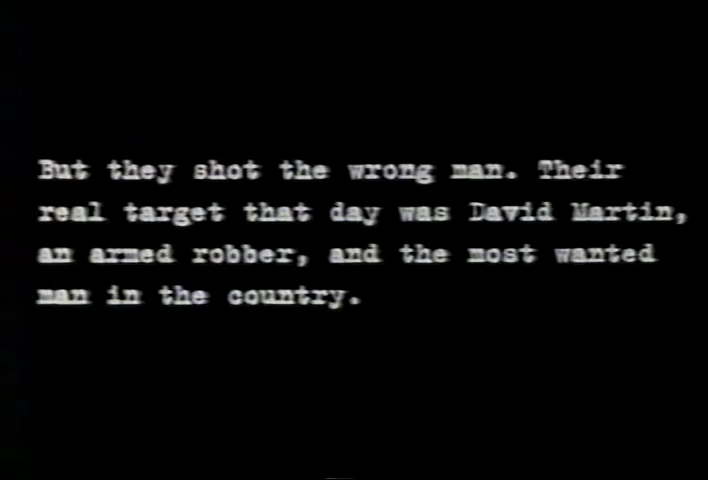 But they shot the wrong man. Their
real target that day was David Martin,
an armed robber, and the most wanted
man in the country.